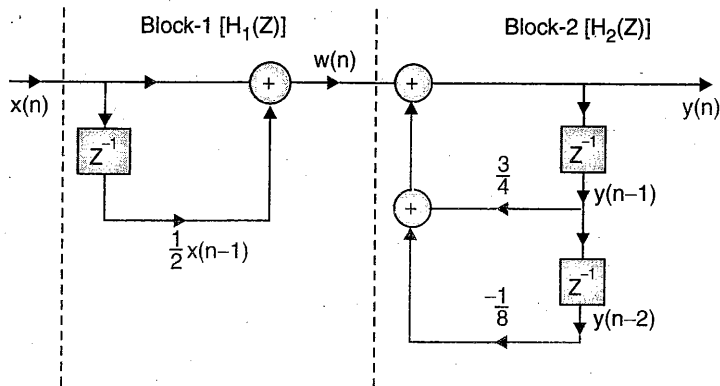 Block-1 [H₁(Z)]
Block-2 [H₂(Z)]
x(n)
+
w(n)
+
y(n)
Z⁻¹
Z⁻¹
3/4
y(n–1)
+
1/2 x(n–1)
Z⁻¹
–1/8
y(n–2)